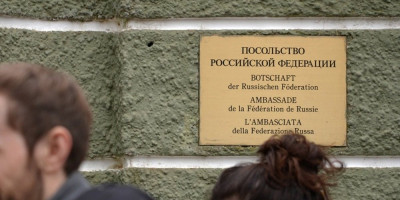 ПОСОЛЬСТВО
РОССИЙСКОЙ ФЕДЕРАЦИИ
BOTSCHAFT
der Russischen Föderation
AMBASSADE
de la Fédération de Russie
L'AMBASCIATA
della Federazione Russa